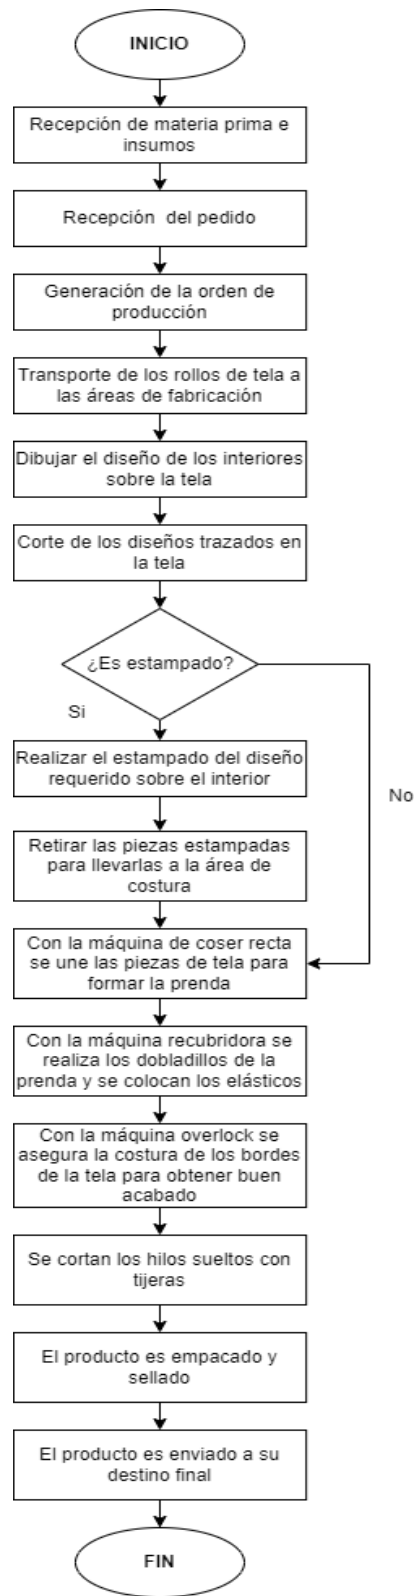 INICIO
Recepción de materia prima e
insumos
Recepción del pedido
Generación de la orden de
producción
Transporte de los rollos de tela a
las áreas de fabricación
Dibujar el diseño de los interiores
sobre la tela
Corte de los diseños trazados en
la tela
¿Es estampado?
Si
Realizar el estampado del diseño
requerido sobre el interior
No
Retirar las piezas estampadas
para llevarlas a la área de
costura
Con la máquina de coser recta
se une las piezas de tela para
formar la prenda
Con la máquina recubridora se
realiza los dobladillos de la
prenda y se colocan los elásticos
Con la máquina overlock se
asegura la costura de los bordes
de la tela para obtener buen
acabado
Se cortan los hilos sueltos con
tijeras
El producto es empacado y
sellado
El producto es enviado a su
destino final
FIN